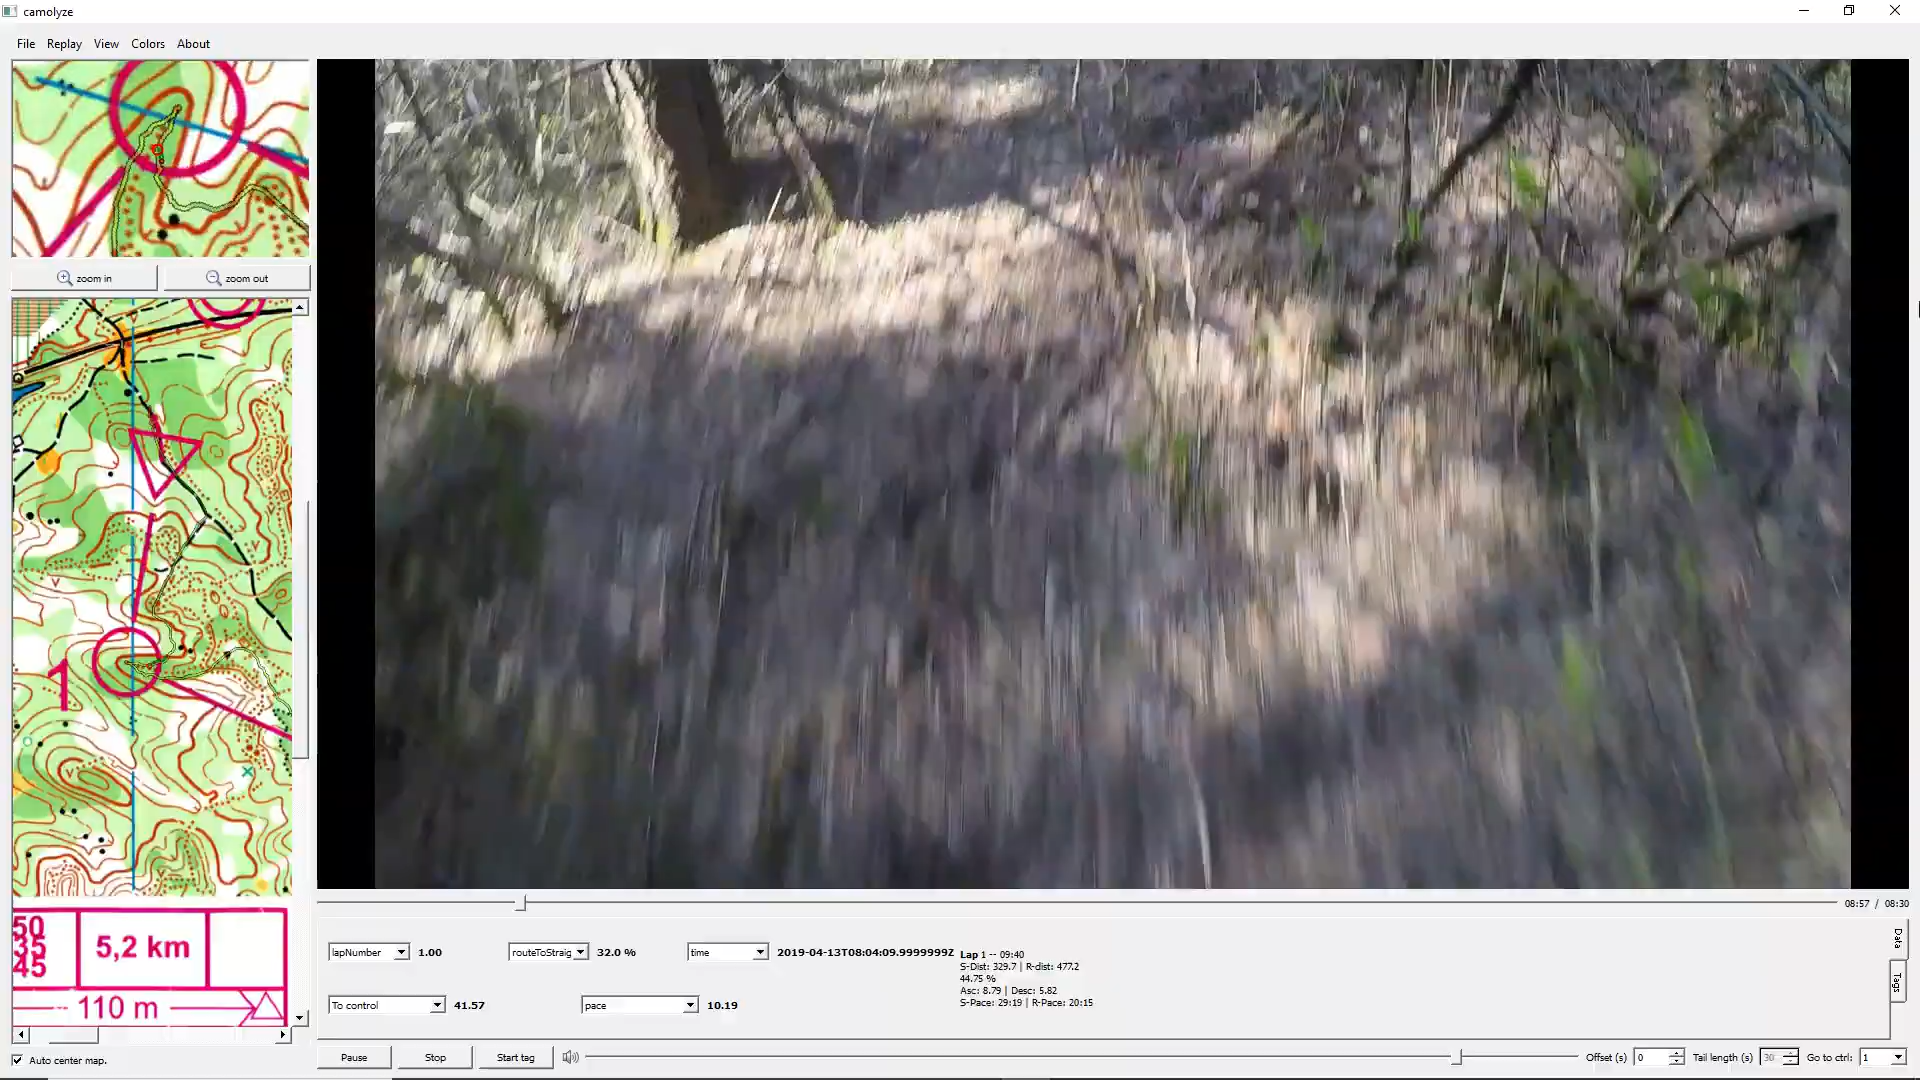 camolyze
File Replay View Colors About
zoom in zoom out
1
50
35
45
5,2 km
110 m
Auto center map.
08:57 / 08:30
lapNumber 1.00 routeToStraig 32.0 % time 2019-04-13T08:04:09.9999999Z
To control 41.57 pace 10.19
Lap 1 -- 09:40
S-Dist: 329.7 | R-dist: 477.2
44.75 %
Asc: 8.79 | Desc: 5.82
S-Pace: 29:19 | R-Pace: 20:15
Data
Tags
Pause Stop Start tag Offset (s) 0 Tail length (s) 30 Go to ctrl: 1